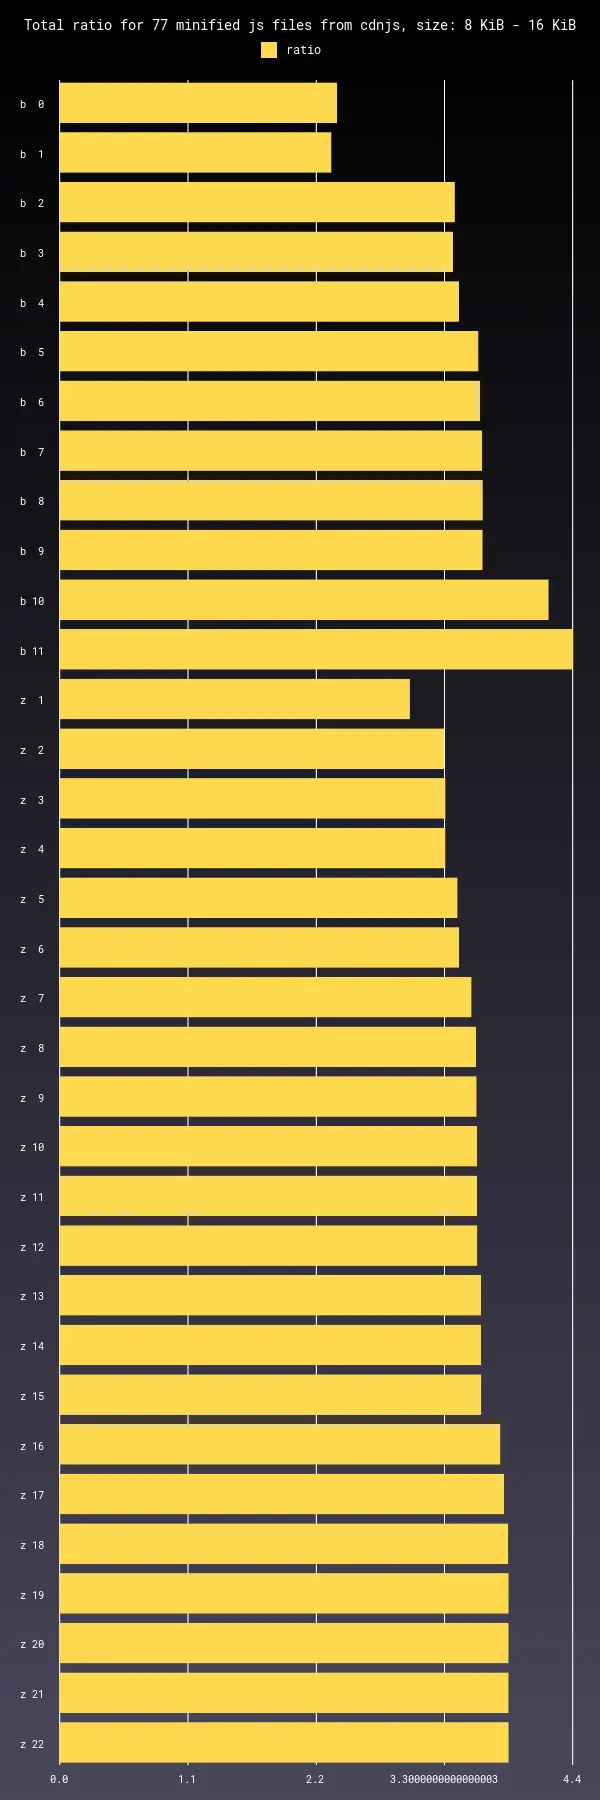 Total ratio for 77 minified js files from cdnjs, size: 8 KiB - 16 KiB
ratio
b 0
b 1
b 2
b 3
b 4
b 5
b 6
b 7
b 8
b 9
b 10
b 11
z 1
z 2
z 3
z 4
z 5
z 6
z 7
z 8
z 9
z 10
z 11
z 12
z 13
z 14
z 15
z 16
z 17
z 18
z 19
z 20
z 21
z 22
0.0 1.1 2.2 3.3000000000000003 4.4